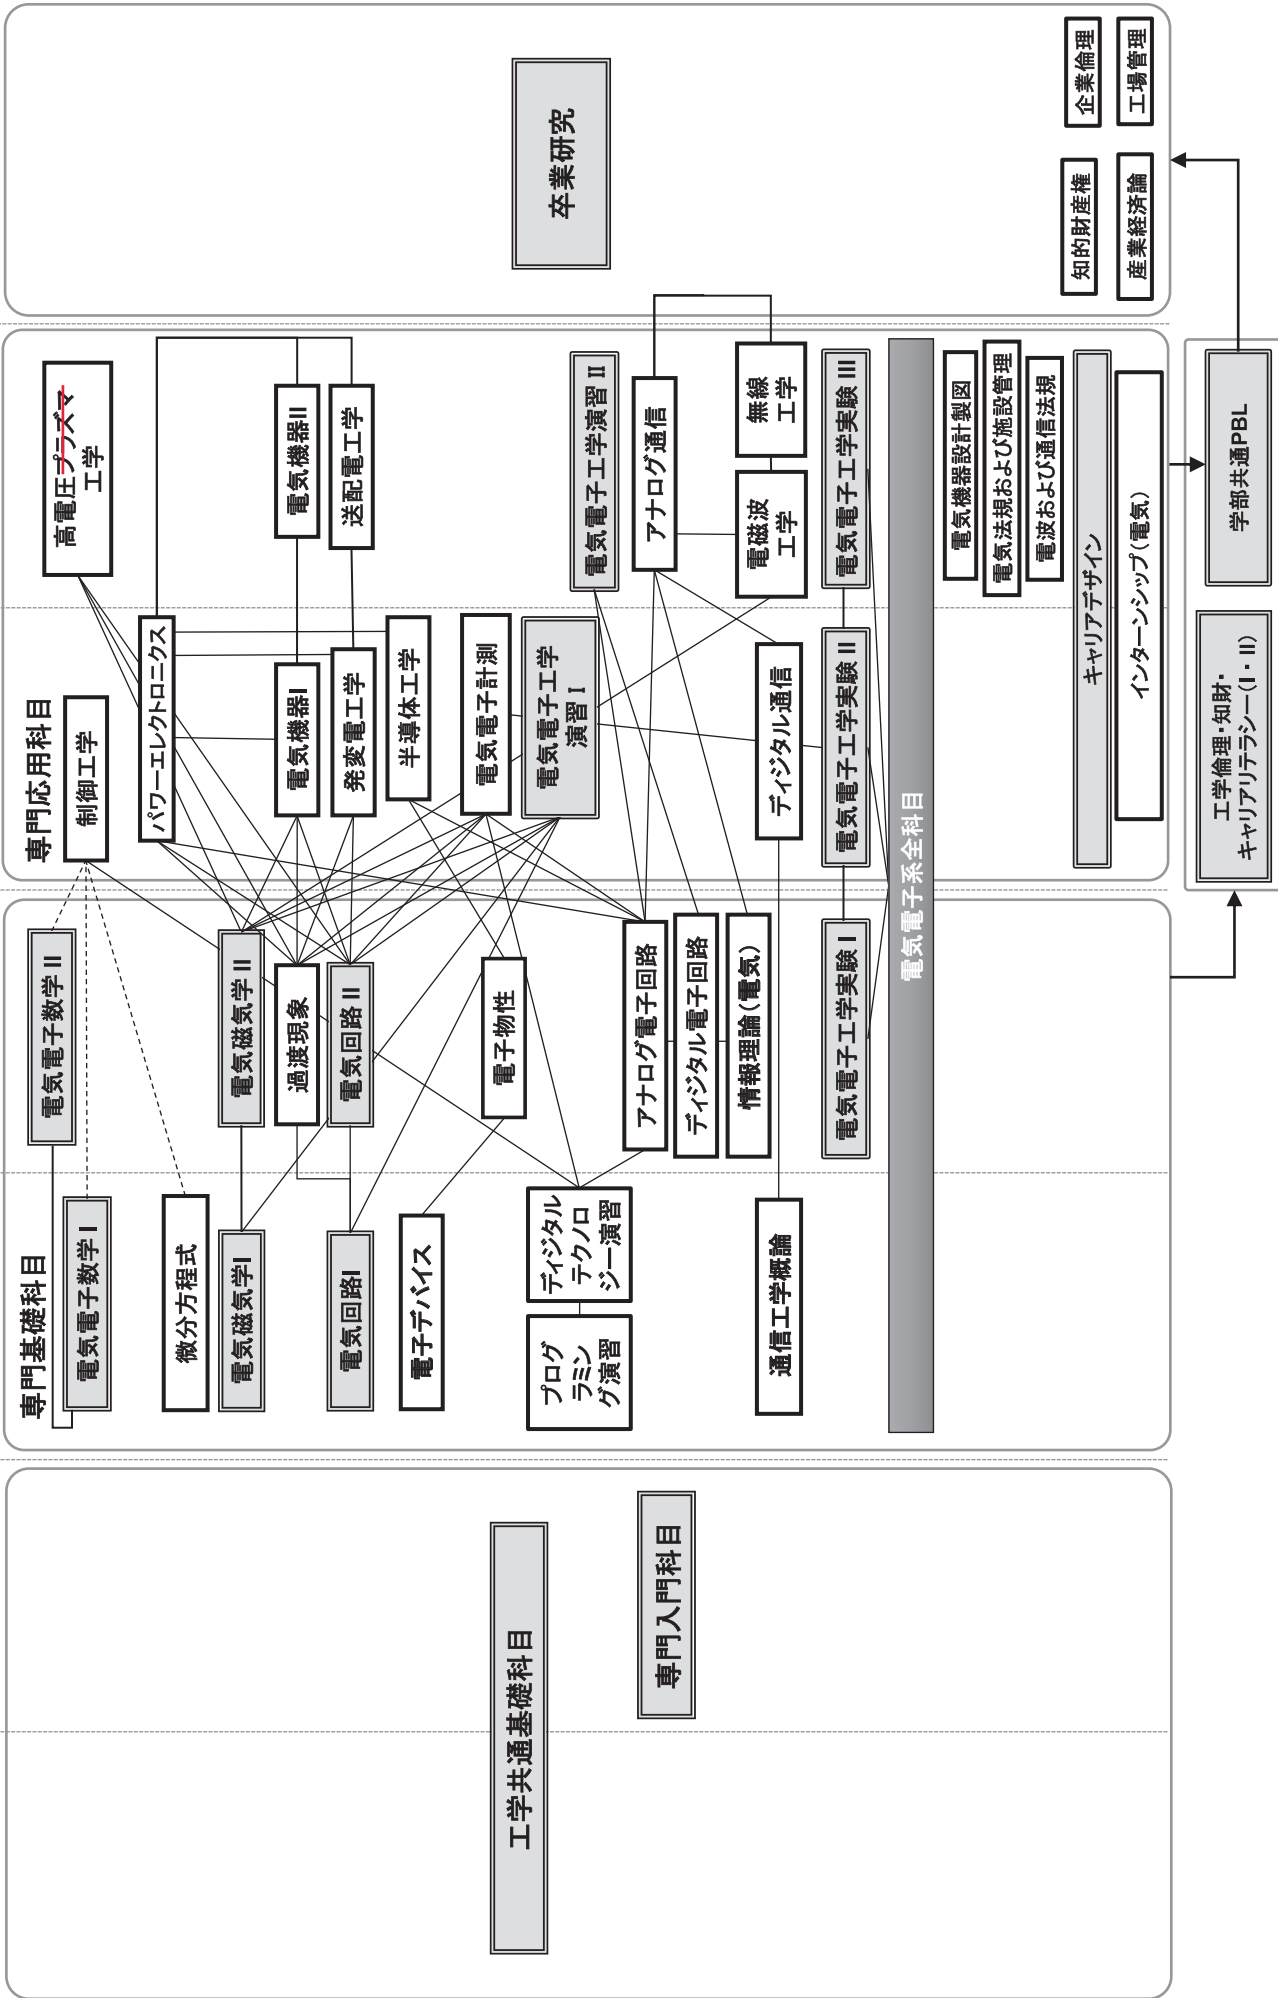 工学共通基礎科目
専門入門科目
専門基礎科目
電気電子数学 I
電気電子数学 II
微分方程式
電気磁気学I
電気磁気学 II
過渡現象
電気回路I
電気回路 II
電子デバイス
電子物性
プログ
ラミン
グ演習
ディジタル
テクノロ
ジー演習
アナログ電子回路
ディジタル電子回路
情報理論(電気)
通信工学概論
電気電子工学実験 I
専門応用科目
制御工学
高電圧プラズマ
工学
パワーエレクトロニクス
電気機器I
電気機器II
発変電工学
送配電工学
半導体工学
電気電子計測
電気電子工学
演習 I
電気電子工学演習 II
アナログ通信
ディジタル通信
電磁波
工学
無線
工学
電気電子工学実験 II
電気電子工学実験 III
電気電子系全科目
電気機器設計製図
電気法規および施設管理
電波および通信法規
キャリアデザイン
インターンシップ(電気)
工学倫理・知財・
キャリアリテラシー(I・II)
学部共通PBL
卒業研究
知的財産権
企業倫理
産業経済論
工場管理